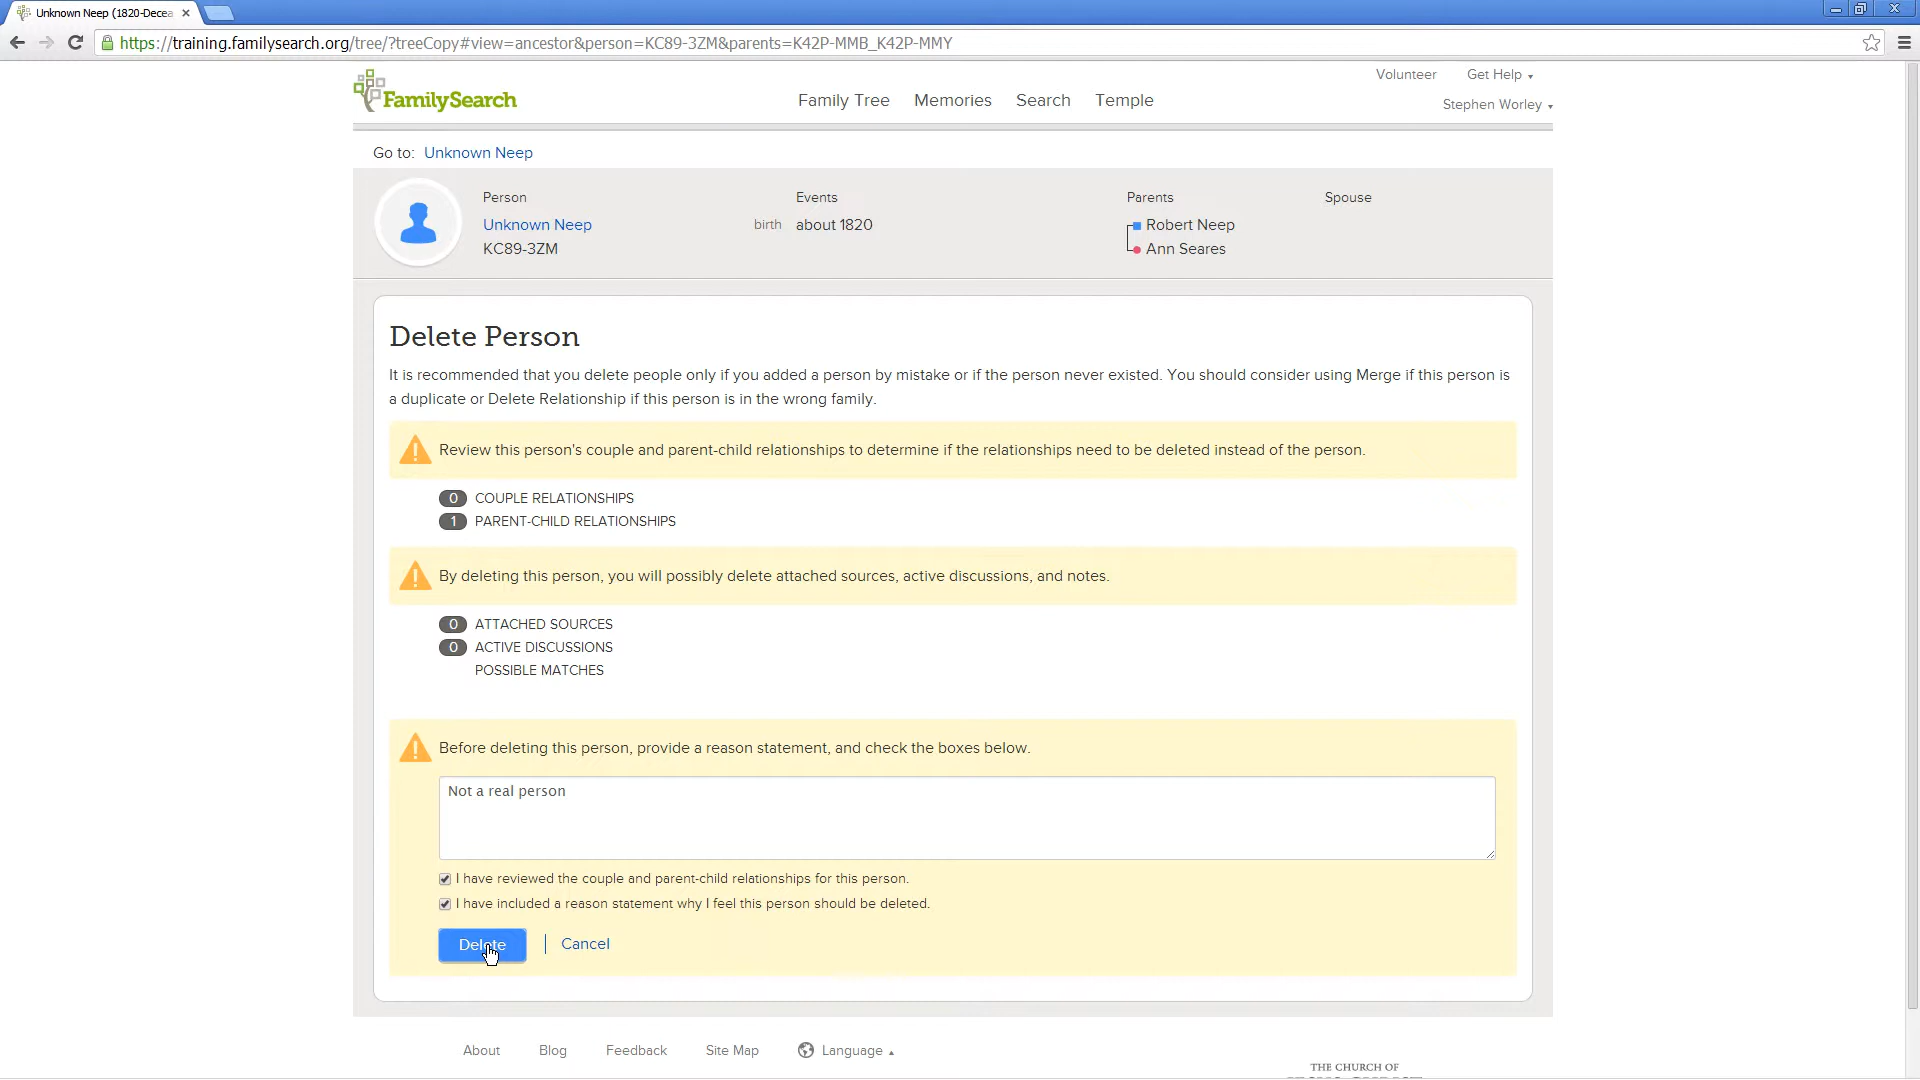 Unknown Neep (1820-Decea
https://training.familysearch.org/tree/?treeCopy#view=ancestor&person=KC89-3ZM&parents=K42P-MMB_K42P-MMY
Volunteer Get Help
FamilySearch
Family Tree Memories Search Temple
Stephen Worley
Go to: Unknown Neep
Person Events Parents Spouse
Unknown Neep birth about 1820 Robert Neep
KC89-3ZM Ann Seares
Delete Person
It is recommended that you delete people only if you added a person by mistake or if the person never existed. You should consider using Merge if this person is
a duplicate or Delete Relationship if this person is in the wrong family.
Review this person's couple and parent-child relationships to determine if the relationships need to be deleted instead of the person.
0 COUPLE RELATIONSHIPS
1 PARENT-CHILD RELATIONSHIPS
By deleting this person, you will possibly delete attached sources, active discussions, and notes.
0 ATTACHED SOURCES
0 ACTIVE DISCUSSIONS
POSSIBLE MATCHES
Before deleting this person, provide a reason statement, and check the boxes below.
Not a real person
I have reviewed the couple and parent-child relationships for this person.
I have included a reason statement why I feel this person should be deleted.
Delete | Cancel
About Blog Feedback Site Map Language
THE CHURCH OF